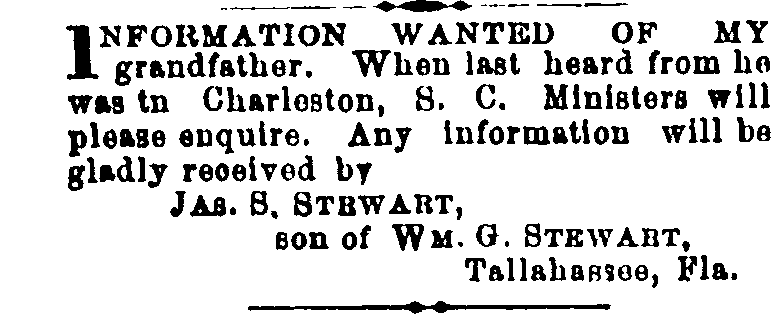 INFORMATION WANTED OF MY
grandfather. When last heard from he
was in Charleston, S. C. Ministers will
please enquire. Any information will be
gladly received by
JAS. S. STEWART,
son of WM. G. STEWART,
Tallahassee, Fla.